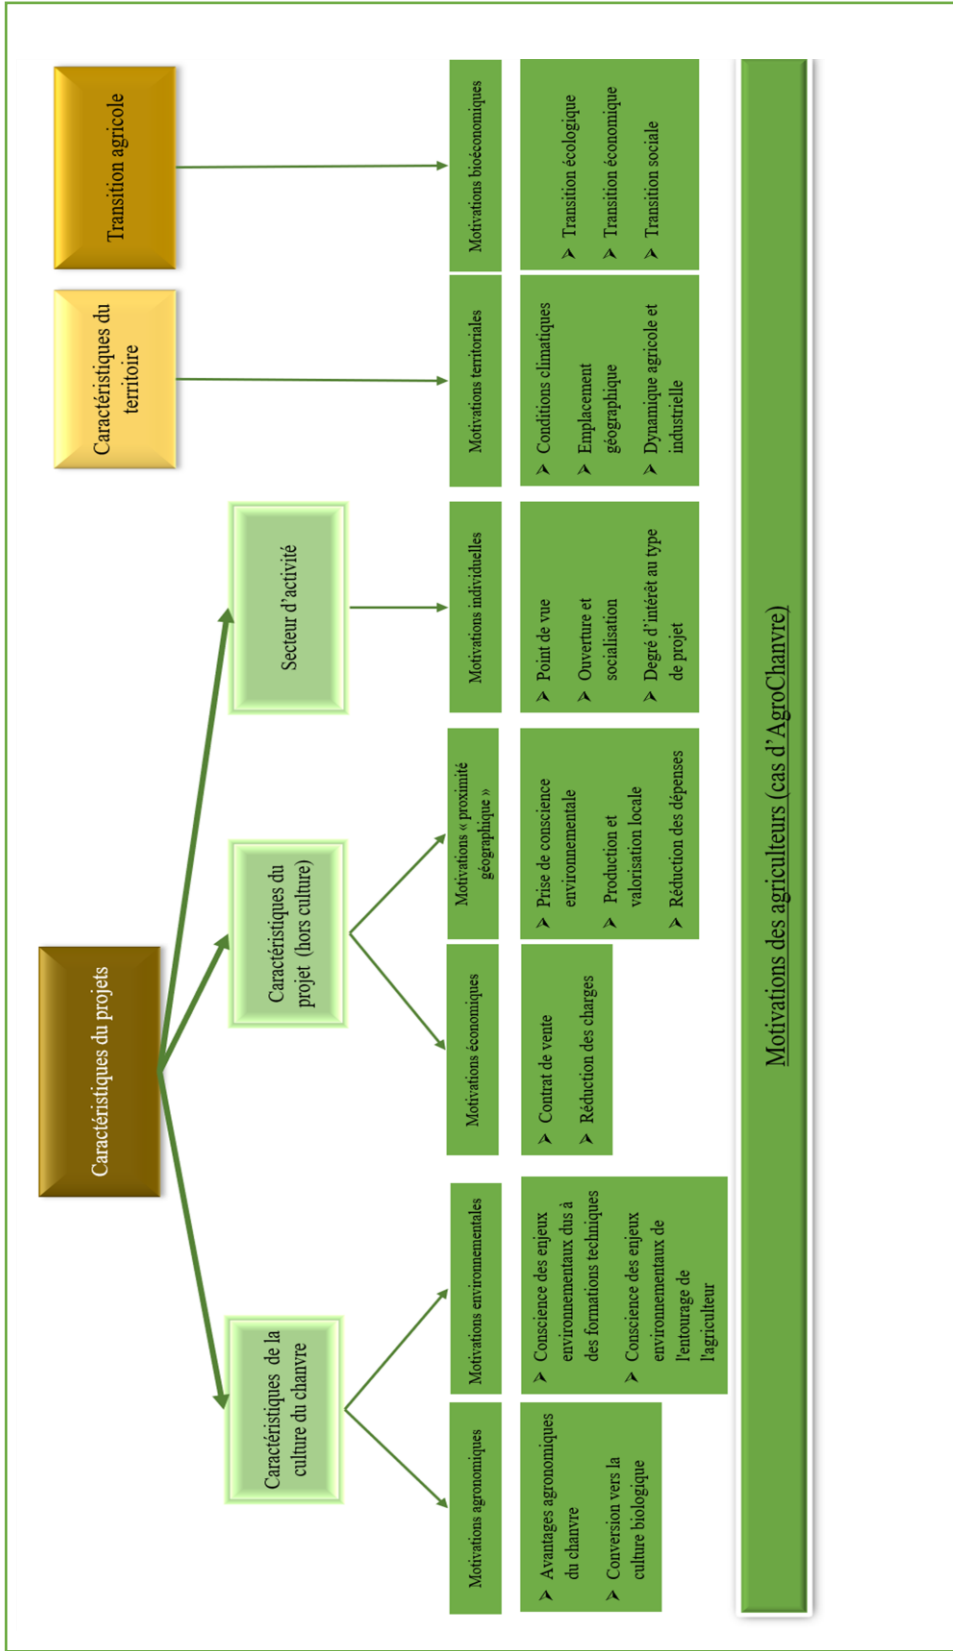 Caractéristiques du projets
Caractéristiques du
territoire
Transition agricole
Caractéristiques de la
culture du chanvre
Caractéristiques du
projet (hors culture)
Secteur d'activité
Motivations agronomiques
Motivations environnementales
Motivations économiques
Motivations « proximité
géographique »
Motivations individuelles
Motivations territoriales
Motivations bioéconomiques
➢ Avantages agronomiques
du chanvre
➢ Conversion vers la
culture biologique
➢ Conscience des enjeux
environnementaux dus à
des formations techniques
➢ Conscience des enjeux
environnementaux de
l'entourage de
l'agriculteur
➢ Contrat de vente
➢ Réduction des charges
➢ Prise de conscience
environnementale
➢ Production et
valorisation locale
➢ Réduction des dépenses
➢ Point de vue
➢ Ouverture et
socialisation
➢ Degré d'intérêt au type
de projet
➢ Conditions climatiques
➢ Emplacement
géographique
➢ Dynamique agricole et
industrielle
➢ Transition écologique
➢ Transition économique
➢ Transition sociale
Motivations des agriculteurs (cas d'AgroChanvre)